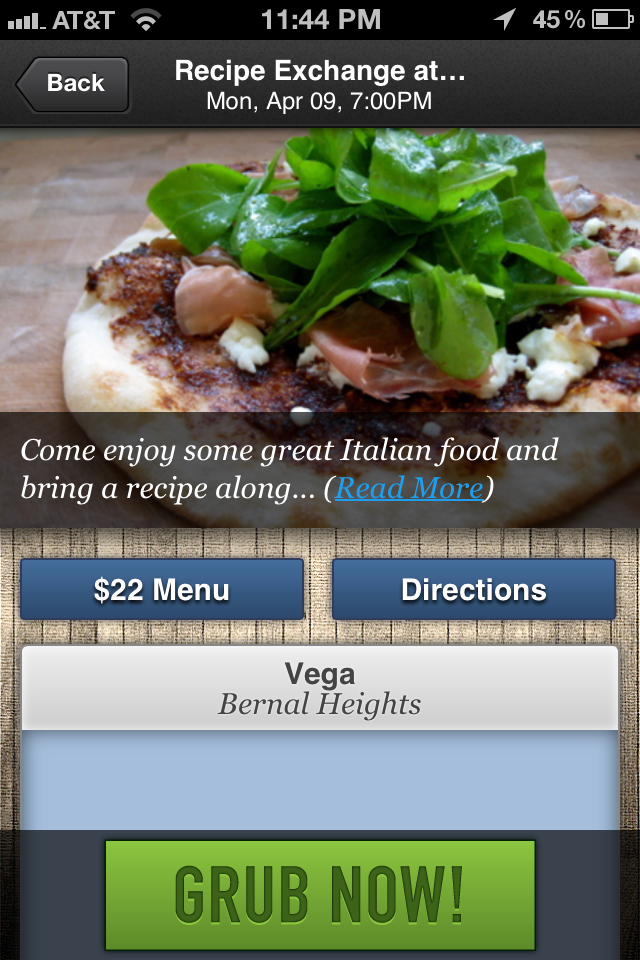 AT&T 11:44 PM 45%
Back
Recipe Exchange at...
Mon, Apr 09, 7:00PM
Come enjoy some great Italian food and
bring a recipe along... (Read More)
$22 Menu Directions
Vega
Bernal Heights
GRUB NOW!